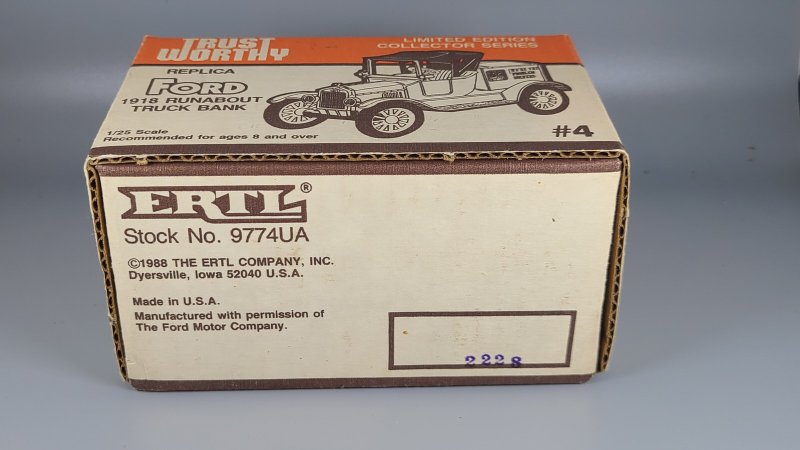 TRUST
WORTHY
LIMITED EDITION
COLLECTOR SERIES
REPLICA
FORD
1918 RUNABOUT
TRUCK BANK
1/25 Scale
Recommended for ages 8 and over
#4
ERTL®
Stock No. 9774UA
©1988 THE ERTL COMPANY, INC.
Dyersville, Iowa 52040 U.S.A.
Made in U.S.A.
Manufactured with permission of
The Ford Motor Company.
2228